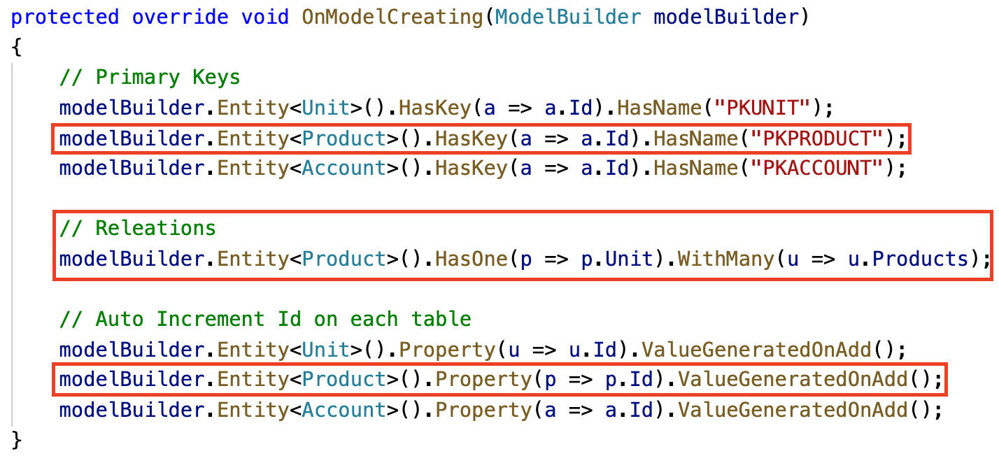 protected override void OnModelCreating(ModelBuilder modelBuilder)
{
// Primary Keys
modelBuilder.Entity<Unit>().HasKey(a => a.Id).HasName("PKUNIT");
modelBuilder.Entity<Product>().HasKey(a => a.Id).HasName("PKPRODUCT");
modelBuilder.Entity<Account>().HasKey(a => a.Id).HasName("PKACCOUNT");
// Releations
modelBuilder.Entity<Product>().HasOne(p => p.Unit).WithMany(u => u.Products);
// Auto Increment Id on each table
modelBuilder.Entity<Unit>().Property(u => u.Id).ValueGeneratedOnAdd();
modelBuilder.Entity<Product>().Property(p => p.Id).ValueGeneratedOnAdd();
modelBuilder.Entity<Account>().Property(a => a.Id).ValueGeneratedOnAdd();
}